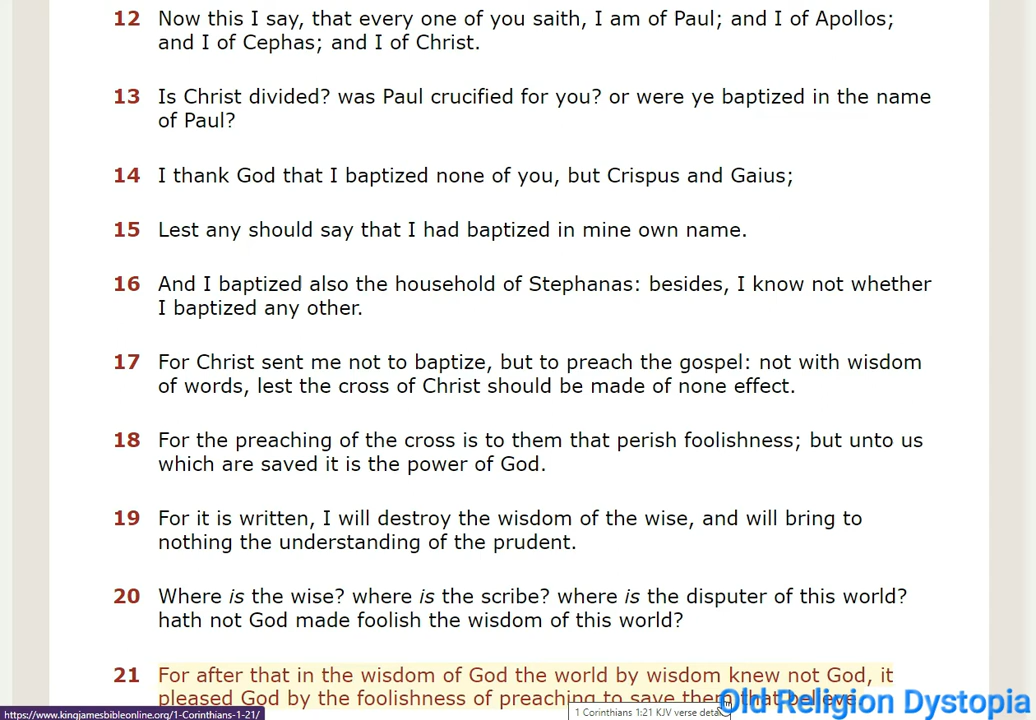 12 Now this I say, that every one of you saith, I am of Paul; and I of Apollos;
and I of Cephas; and I of Christ.
13 Is Christ divided? was Paul crucified for you? or were ye baptized in the name
of Paul?
14 I thank God that I baptized none of you, but Crispus and Gaius;
15 Lest any should say that I had baptized in mine own name.
16 And I baptized also the household of Stephanas: besides, I know not whether
I baptized any other.
17 For Christ sent me not to baptize, but to preach the gospel: not with wisdom
of words, lest the cross of Christ should be made of none effect.
18 For the preaching of the cross is to them that perish foolishness; but unto us
which are saved it is the power of God.
19 For it is written, I will destroy the wisdom of the wise, and will bring to
nothing the understanding of the prudent.
20 Where is the wise? where is the scribe? where is the disputer of this world?
hath not God made foolish the wisdom of this world?
21 For after that in the wisdom of God the world by wisdom knew not God, it
pleased God by the foolishness of preaching to save them that believe.
1 Corinthians 1:21 KJV verse detail
https://www.kingjamesbibleonline.org/1-Corinthians-1-21/
Old Religion Dystopia